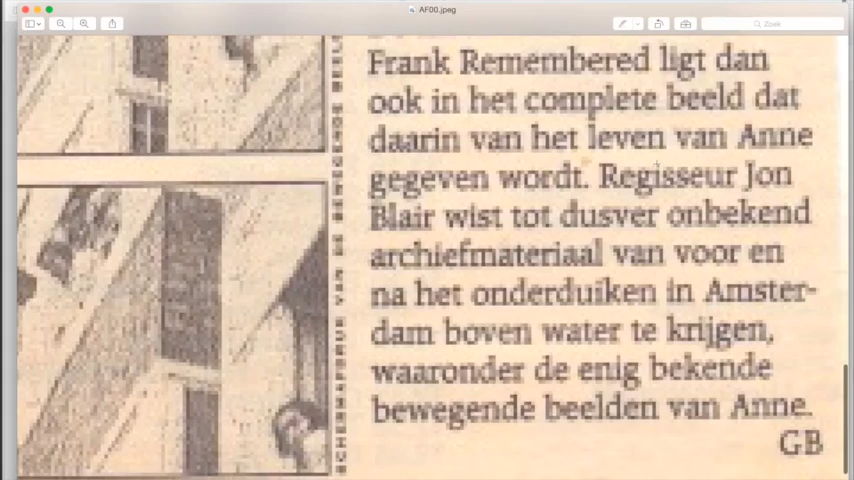 AF00.jpeg
Zoek
Frank Remembered ligt dan
ook in het complete beeld dat
daarin van het leven van Anne
gegeven wordt. Regisseur Jon
Blair wist tot dusver onbekend
archiefmateriaal van voor en
na het onderduiken in Amster-
dam boven water te krijgen,
waaronder de enig bekende
bewegende beelden van Anne.
GB
SCHERMAFDRUK VAN DE BEWEGENDE